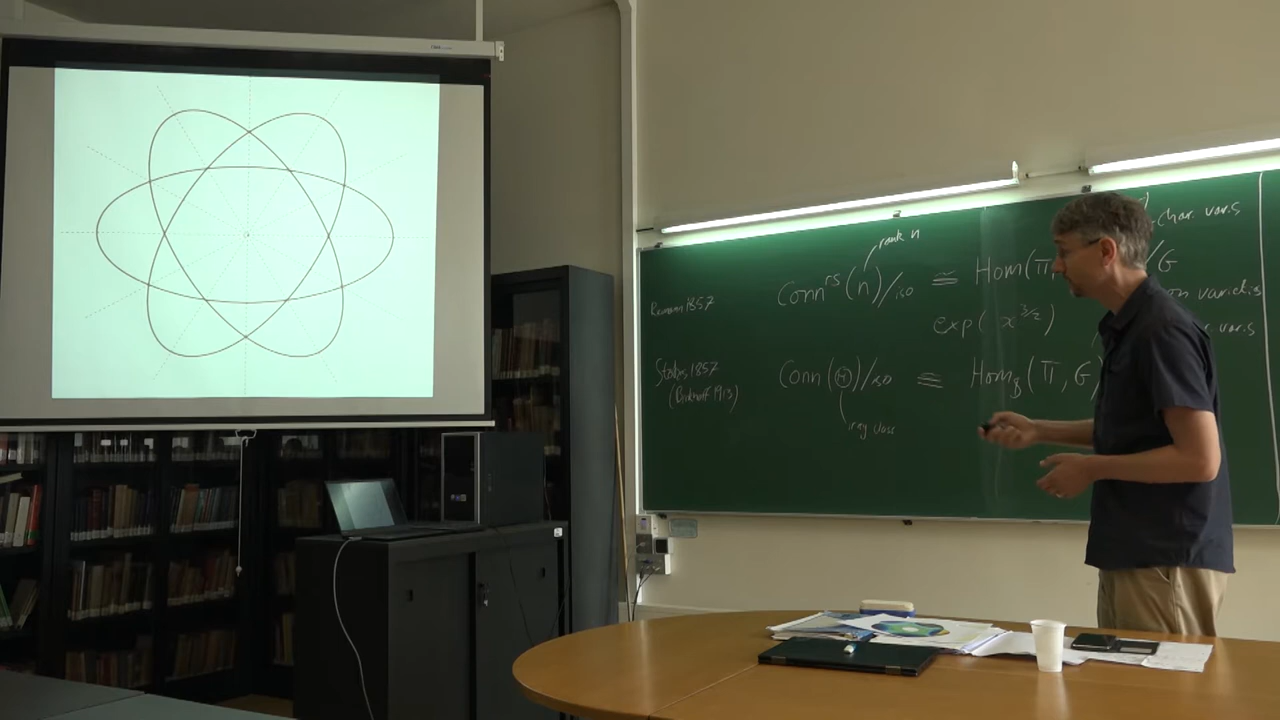 rank n
char. var.s
Riemann 1857
Conn^rs (n)/iso ≅ Hom(π /G
exp( x^{3/2})
Stokes 1857
(Birkhoff 1913)
Conn(Θ)/iso ≅ Hom_𝕊(Π, G)
irreg class